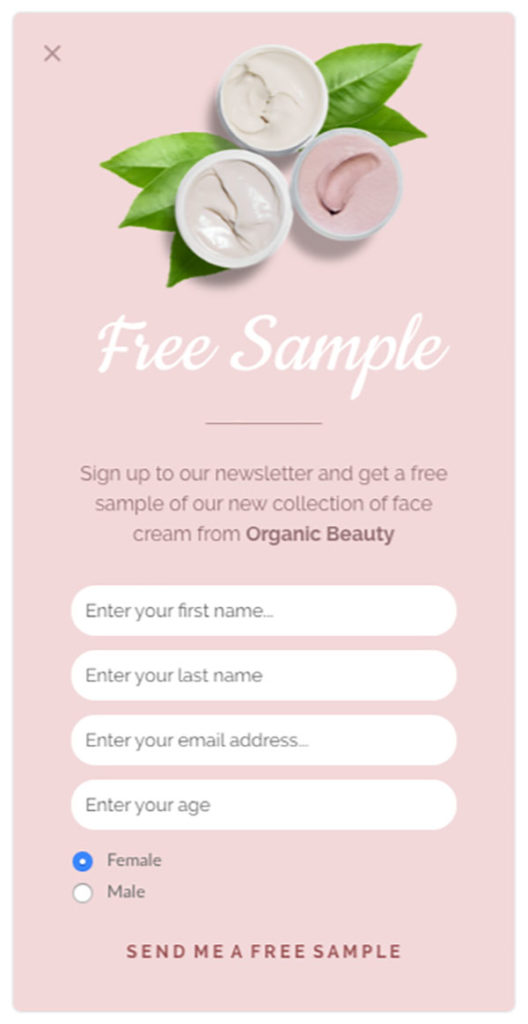 Free Sample
Sign up to our newsletter and get a free
sample of our new collection of face
cream from Organic Beauty
Enter your first name...
Enter your last name
Enter your email address...
Enter your age
Female
Male
SEND ME A FREE SAMPLE